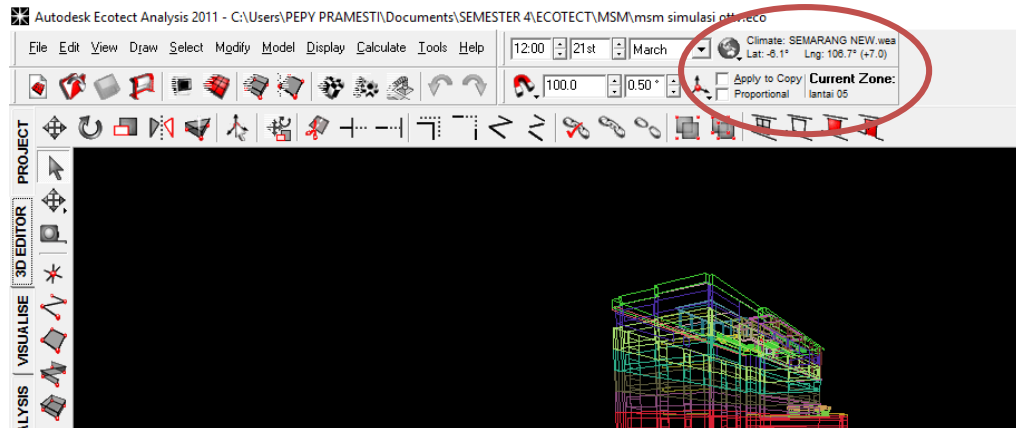 Autodesk Ecotect Analysis 2011 - C:\Users\PEPY PRAMESTI\Documents\SEMESTER 4\ECOTECT\MSM\msm simulasi ottv.eco
File Edit View Draw Select Modify Model Display Calculate Tools Help
12:00 21st March
Climate: SEMARANG NEW.wea
Lat: -6.1° Lng: 106.7° (+7.0)
100.0 0.50 °
Apply to Copy
Proportional
Current Zone:
lantai 05
PROJECT
3D EDITOR
VISUALISE
ALYSIS